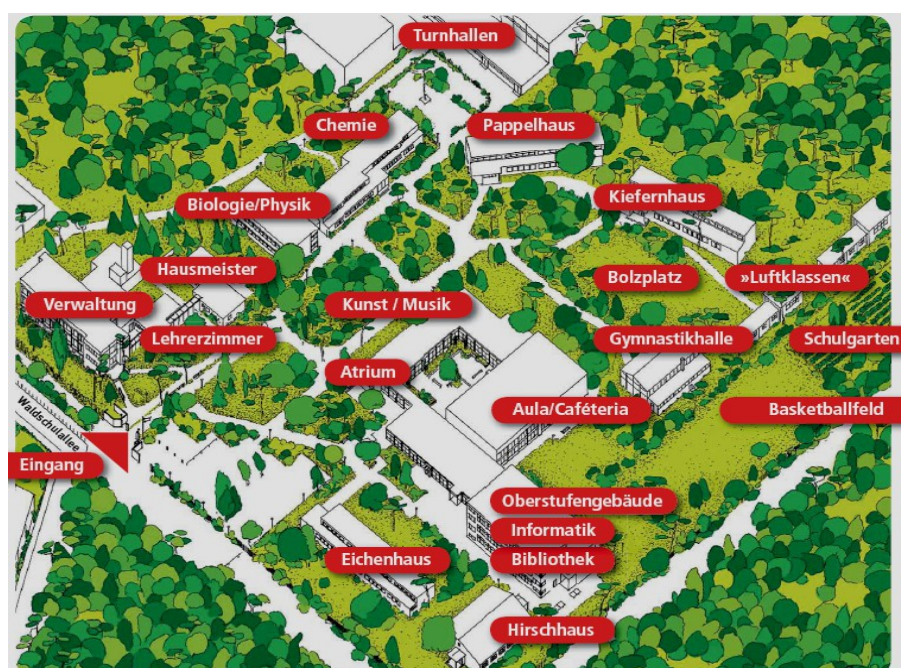 Turnhallen
Chemie
Pappelhaus
Biologie/Physik
Kiefernhaus
Hausmeister
Bolzplatz
»Luftklassen«
Verwaltung
Kunst / Musik
Lehrerzimmer
Gymnastikhalle
Schulgarten
Atrium
Aula/Caféteria
Basketballfeld
Waldschulallee
Eingang
Oberstufengebäude
Informatik
Eichenhaus
Bibliothek
Hirschhaus